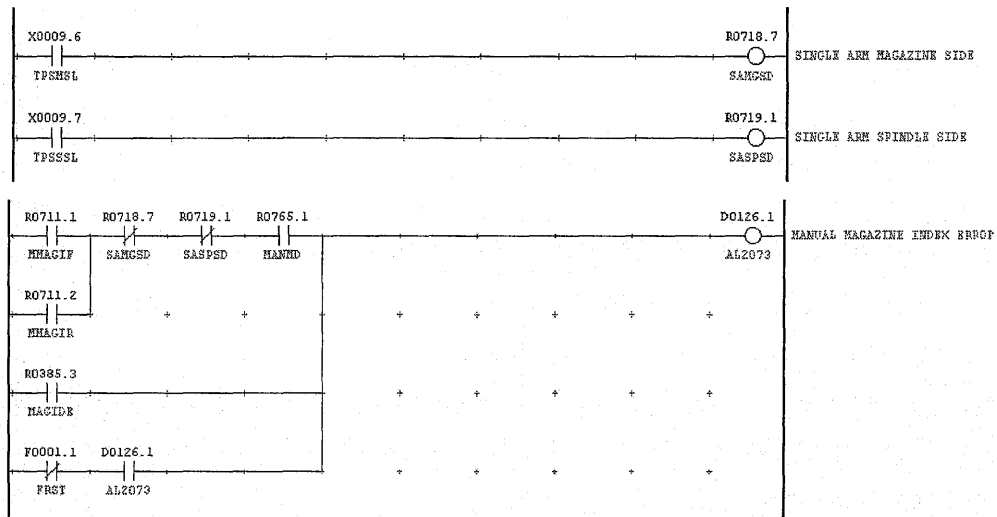 X0009.6 R0718.7
SINGLE ARM MAGAZINE SIDE
TPSMSL SAMGSD
X0009.7 R0719.1
SINGLE ARM SPINDLE SIDE
TPSSSL SASPSD
R0711.1 R0718.7 R0719.1 R0765.1 D0126.1
MANUAL MAGAZINE INDEX ERROR
MMAGIF SAMGSD SASPSD MANMD AL2073
R0711.2
MMAGIR
R0385.3
MAGIDE
F0001.1 D0126.1
FRST AL2073